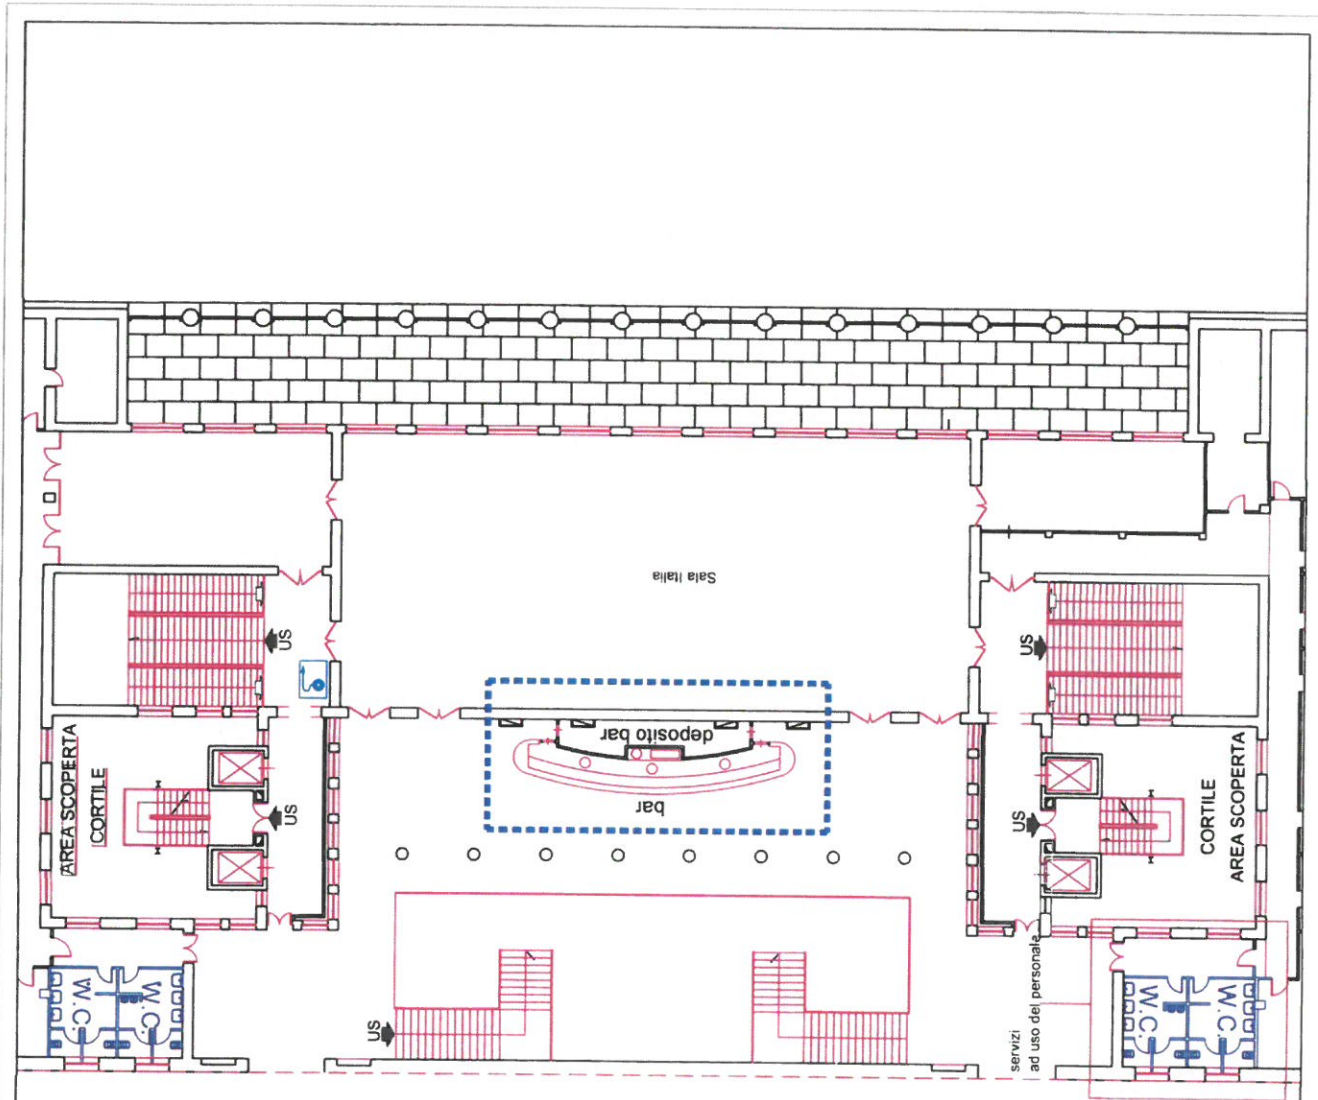 Sala Italia
US
US
AREA SCOPERTA
CORTILE
US
deposito bar
bar
US
CORTILE
AREA SCOPERTA
US
servizi
ad uso del personale
W.C.
W.C.
W.C.
W.C.